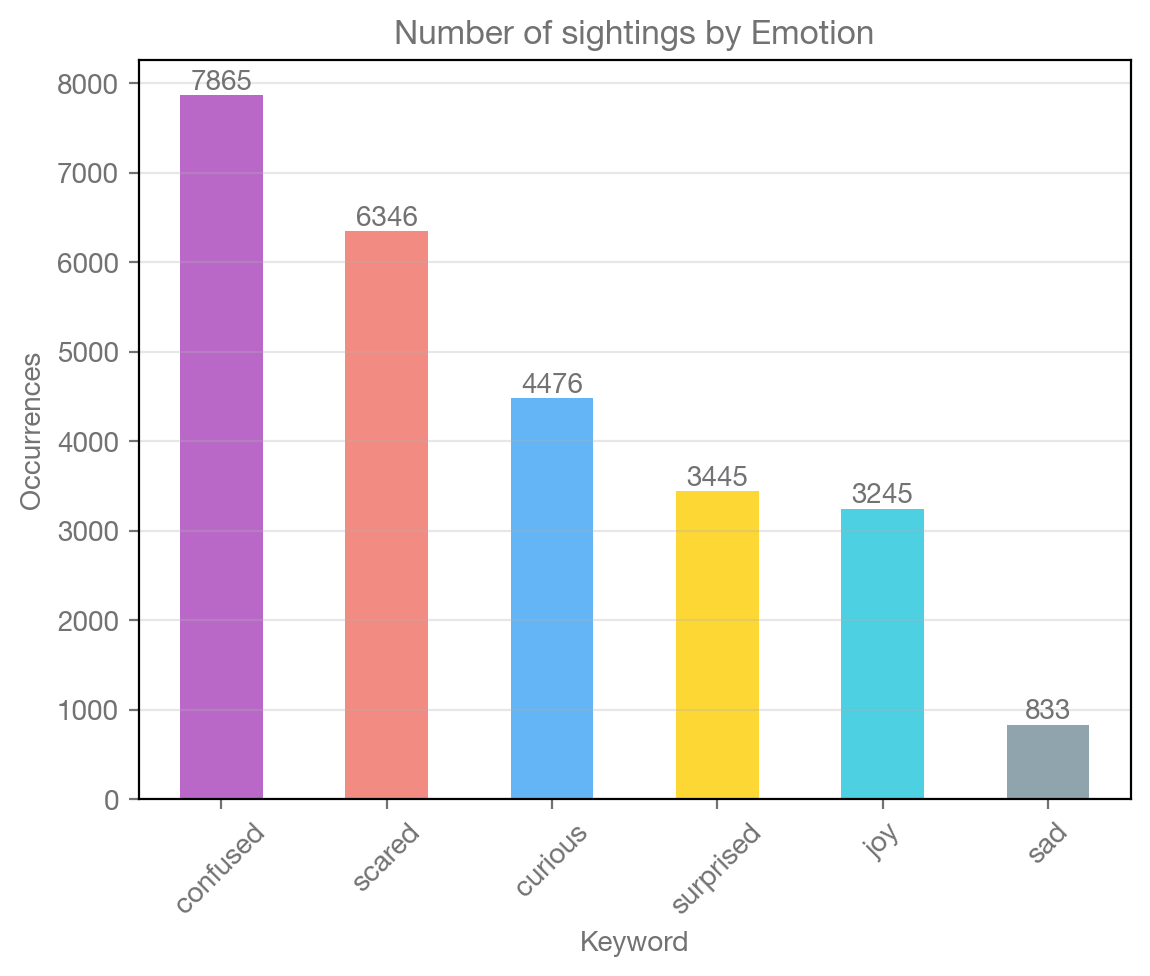 Number of sightings by Emotion
8000
7000
6000
5000
4000
3000
2000
1000
0
Occurrences
7865
6346
4476
3445
3245
833
confused
scared
curious
surprised
joy
sad
Keyword